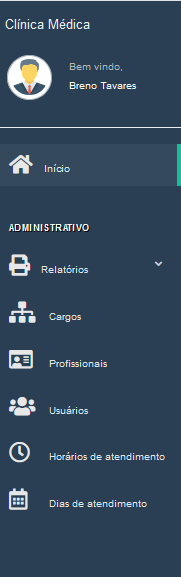 Clínica Médica
Bem vindo,
Breno Tavares
Início
ADMINISTRATIVO
Relatórios
Cargos
Profissionais
Usuários
Horários de atendimento
Dias de atendimento